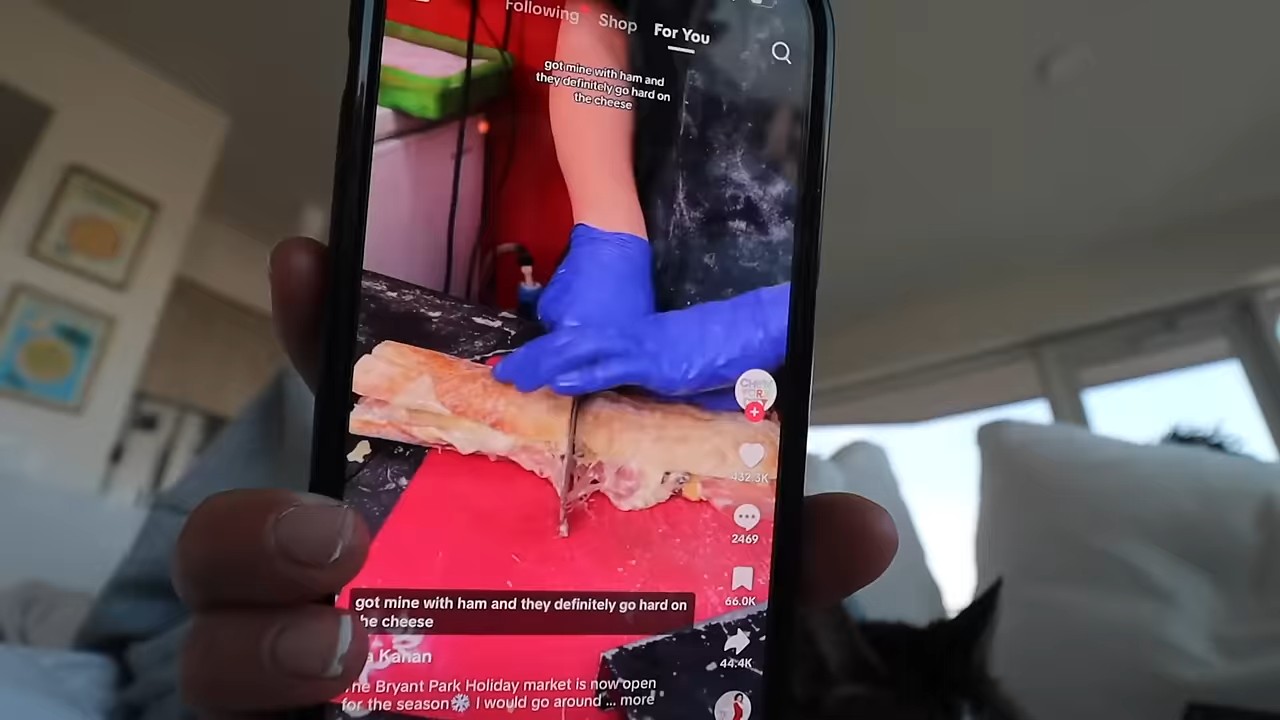 Following
Shop
For You
got mine with ham and
they definitely go hard on
the cheese
432.3K
2469
66.0K
44.4K
got mine with ham and they definitely go hard on
he cheese
Kanan
he Bryant Park Holiday market is now open
for the season❄ I would go around ... more